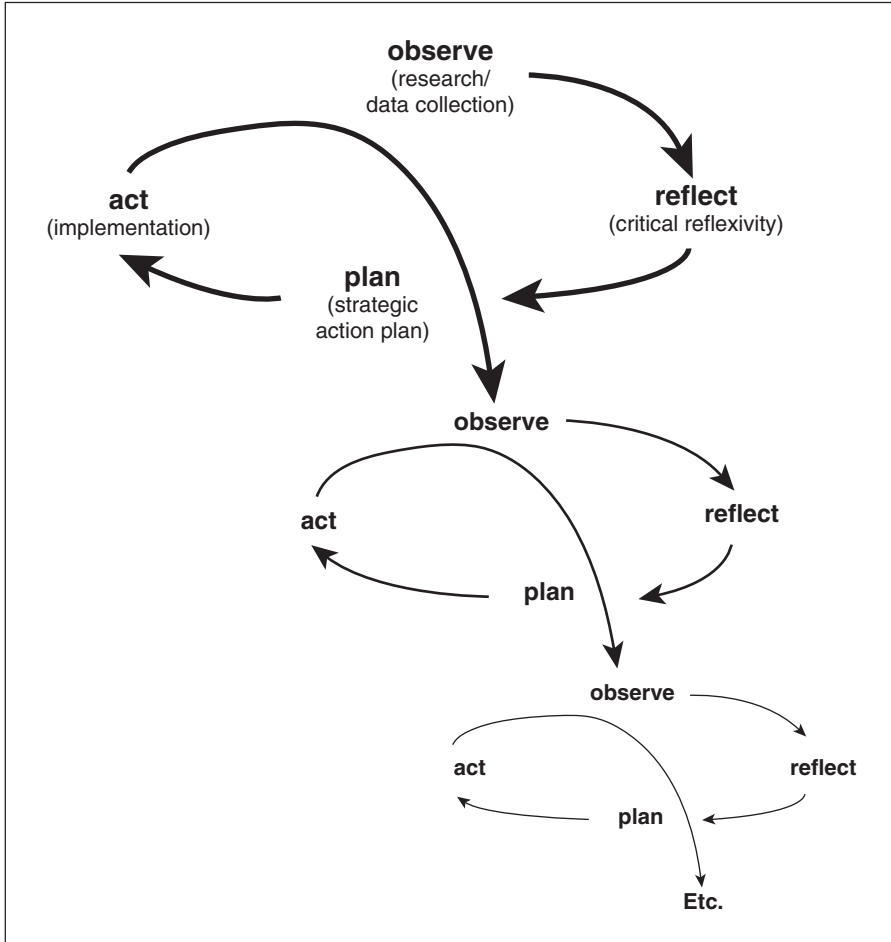 observe
(research/
data collection)
reflect
(critical reflexivity)
plan
(strategic
action plan)
act
(implementation)
observe
reflect
plan
act
observe
reflect
plan
act
Etc.